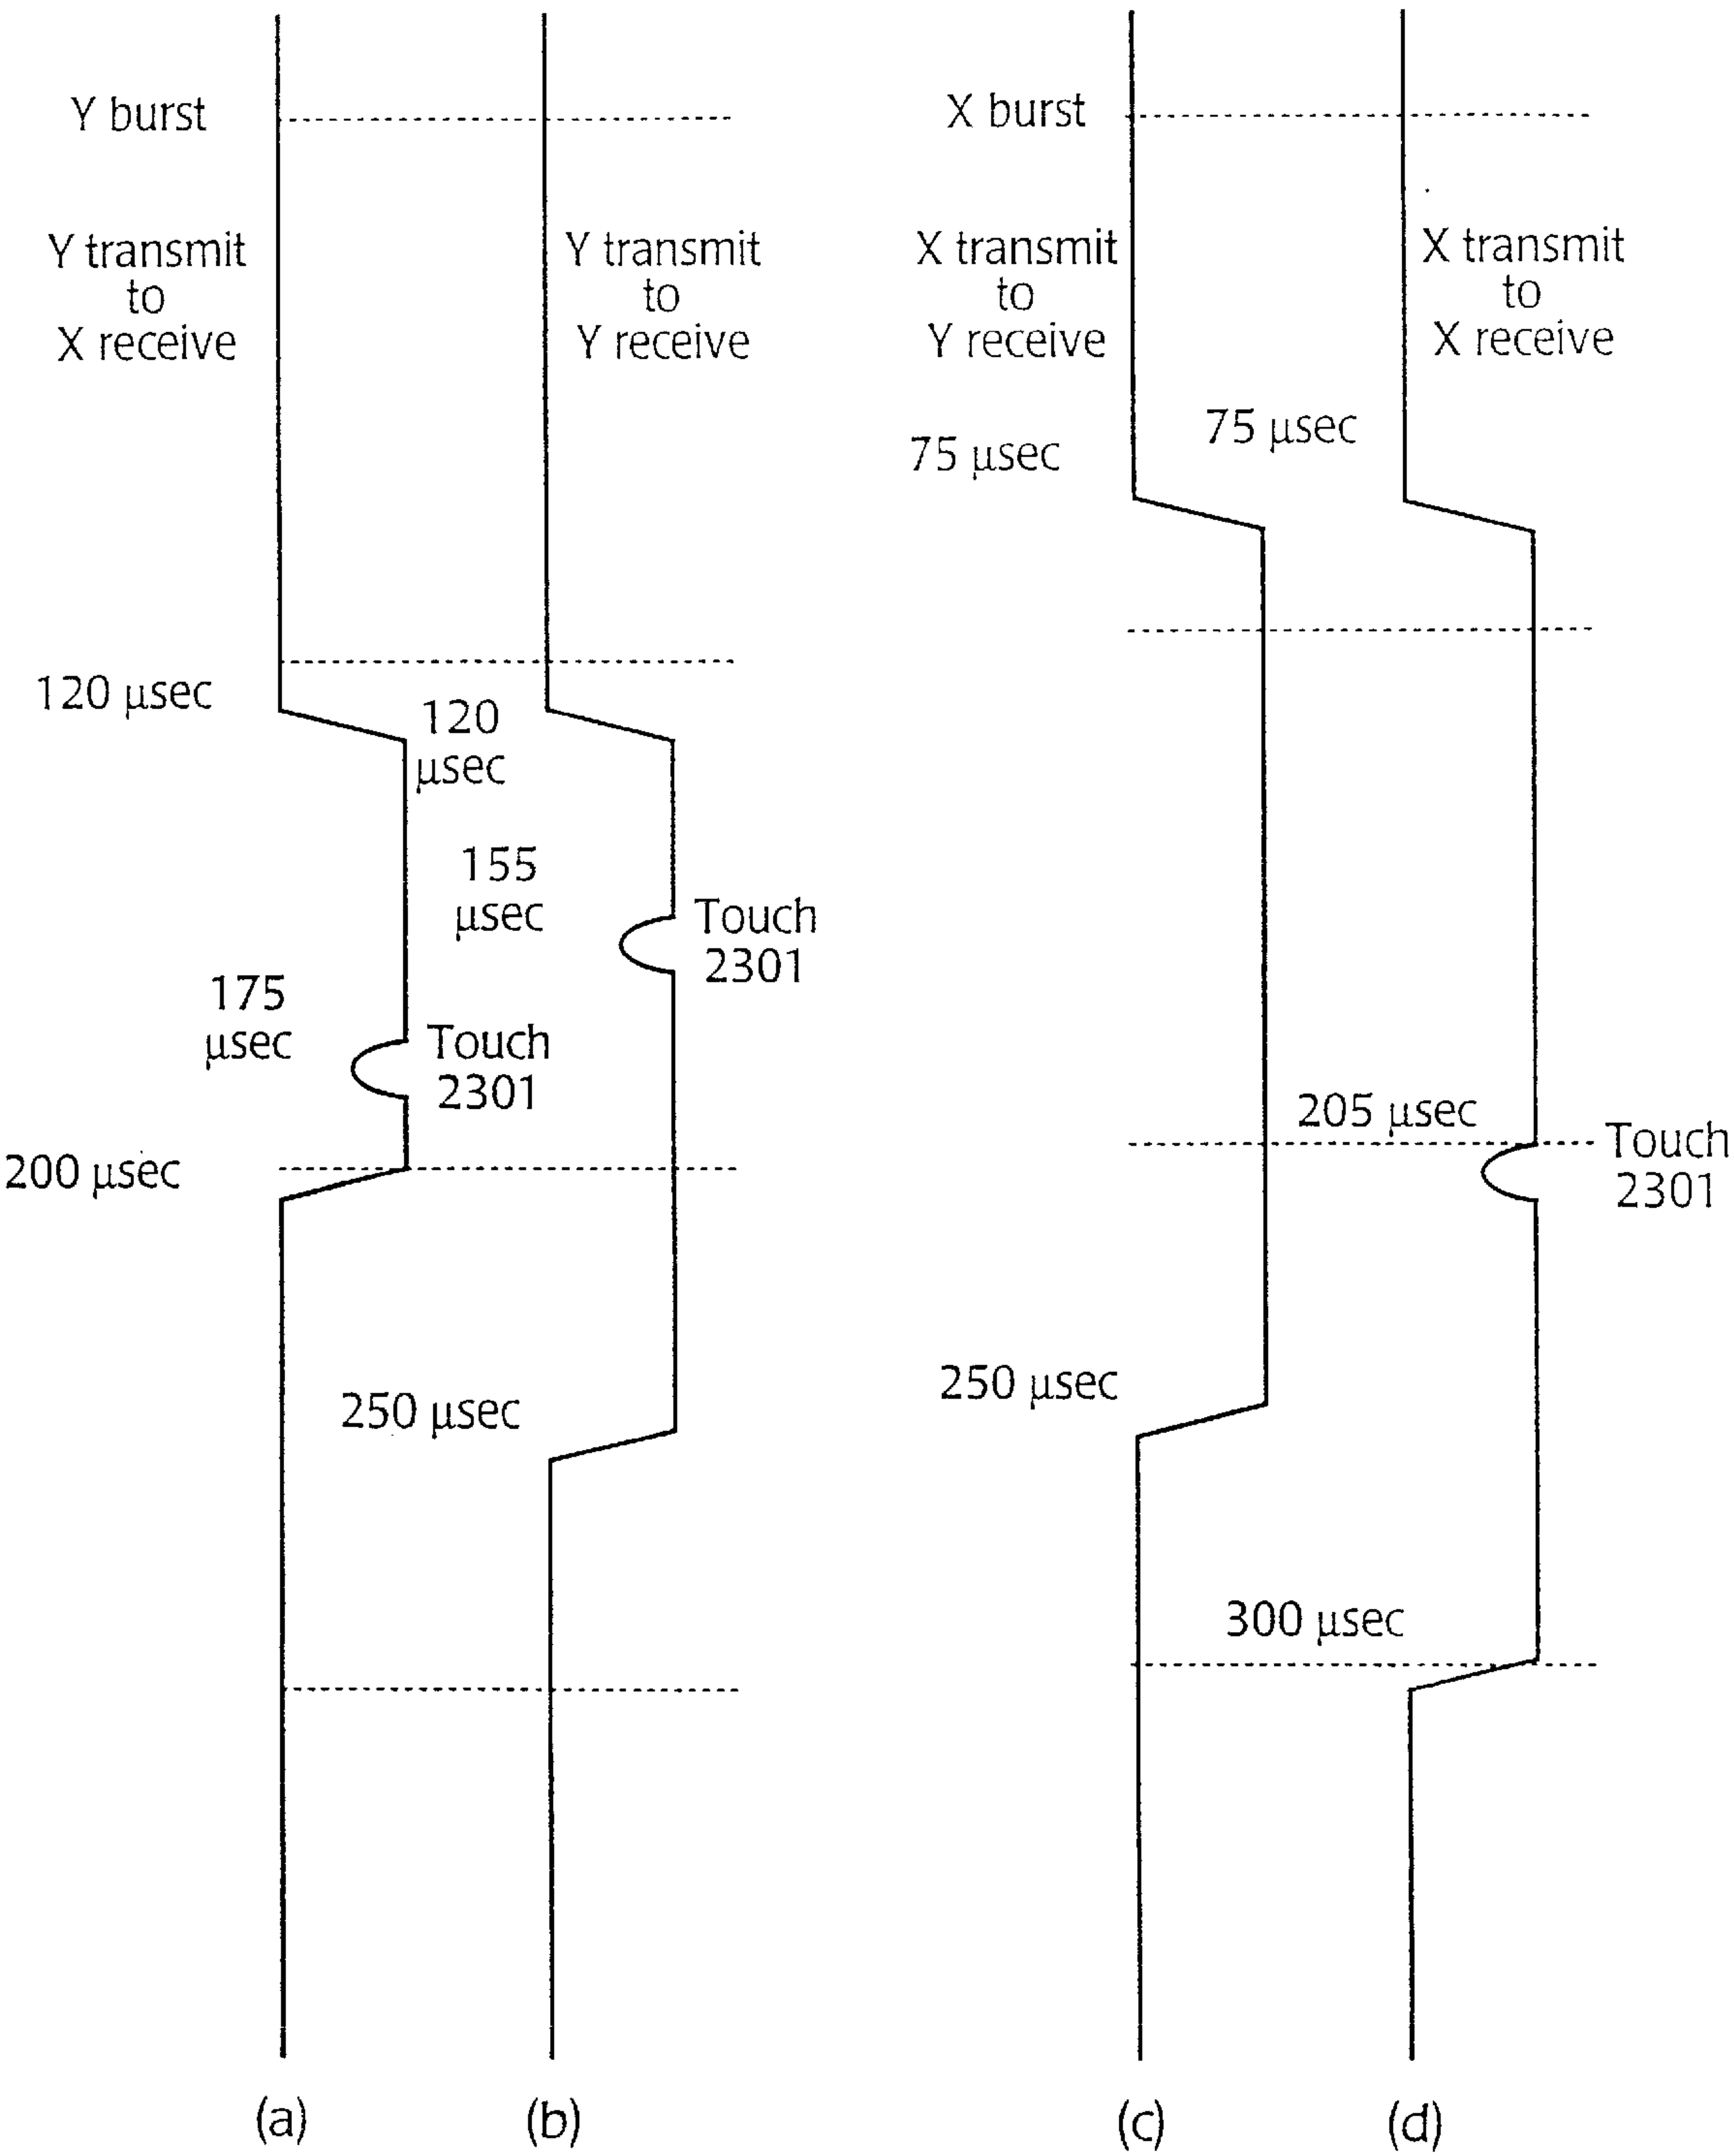 Y burst
X burst
Y transmit
to
X receive
Y transmit
to
Y receive
X transmit
to
Y receive
X transmit
to
X receive
75 μsec
75 μsec
120 μsec
120
μsec
155
μsec
Touch
2301
175
μsec
Touch
2301
200 μsec
205 μsec
Touch
2301
250 μsec
250 μsec
300 μsec
(a)
(b)
(c)
(d)